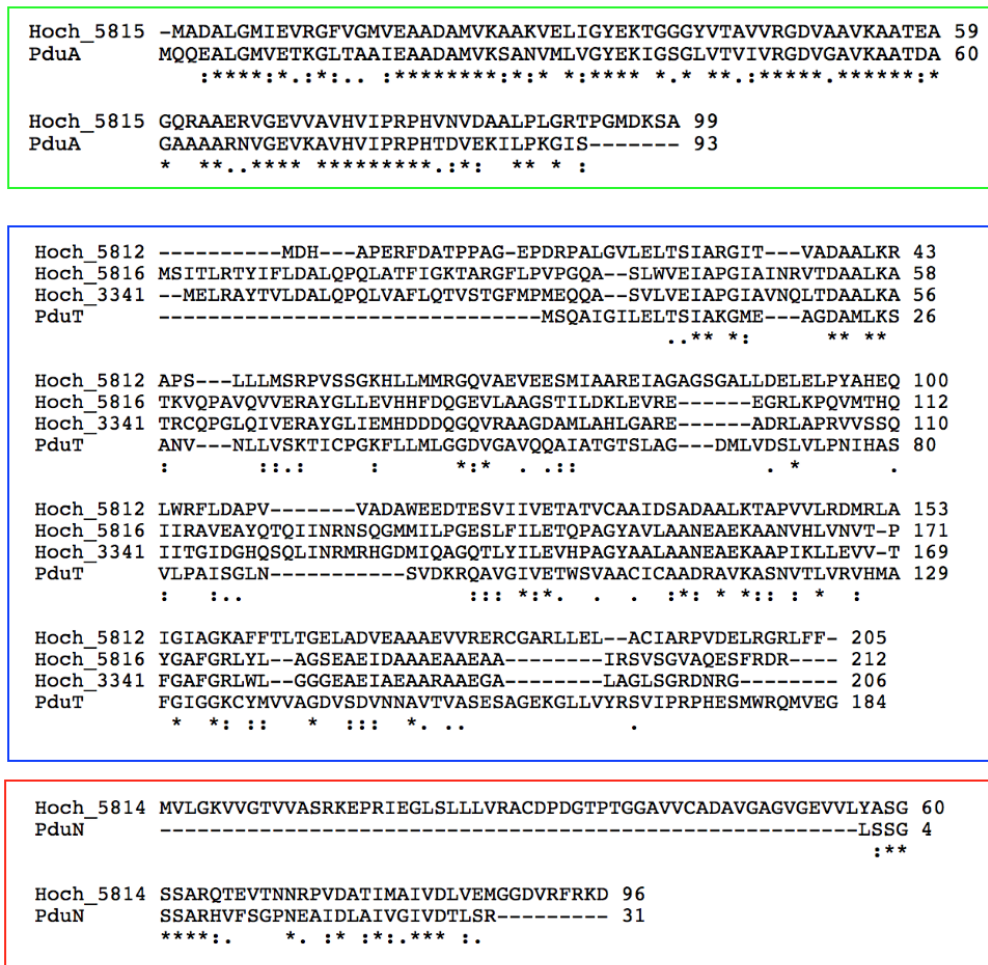 Hoch_5815 -MADALGMIEVRGFVGMVEAADAMVKAAKVELIGYEKTGGGYVTAVVRGDVAAVKAATEA 59
PduA MQQEALGMVETKGLTAAIEAADAMVKSANVMLVGYEKIGSGLVTVIVRGDVGAVKAATDA 60
:****:*.:*:.. :********:*:* *:**** *.* ** :*****.******:*
Hoch_5815 GQRAAERVGEVVAVHVIPRPHVNVDAALPLGRTPGMDKSA 99
PduA GAAAARNVGEVKAVHVIPRPHTDVEKILPKGIS------- 93
* **..**** *********.:*: ** * :
Hoch_5812 ----------MDH---APERFDATPPAG-EPDRPALGVLELTSIARGIT---VADAALKR 43
Hoch_5816 MSITLRTYIFLDALQPQLATFIGKTARGFLPVPGQA--SLWVEIAPGIAINRVTDAALKA 58
Hoch_3341 --MELRAYTVLDALQPQLVAFLQTVSTGFMPMEQQA--SVLVEIAPGIAVNQLTDAALKA 56
PduT ------------------------------MSQAIGILELTSIAKGME---AGDAMLKS 26
..** *: ** **
Hoch_5812 APS---LLLMSRPVSSGKHLLMMRGQVAEVEESMIAAREIAGAGSGALLDELELPYAHEQ 100
Hoch_5816 TKVQPAVQVVERAYGLLEVHHFDQGEVLAAGSTILDKLEVRE------EGRLKPQVMTHQ 112
Hoch_3341 TRCQPGLQIVERAYGLIEMHDDDQGQVRAAGDAMLAHLGARE------ADRLAPRVVSSQ 110
PduT ANV---NLLVSKTICPGKFLLMLGGDVGAVQQAIATGTSLAG------DMLVDSLVLPNIHAS 80
: ::.: : *:* . .:: . * .
Hoch_5812 LWRFLDAPV-------VADAWEEDTESVIIVETATVCAAIDSADAALKTAPVVLRDMRLA 153
Hoch_5816 IIRAVEAYQTQIINRNSQGMMILPGESLFILETQPAGYAVLAANEAEKAANVHLVNVT-P 171
Hoch_3341 IITGIDGHQSQLINRMRHGDMIQAGQTLYILEVHPAGYAALAANEAEKAAPIKLLEVV-T 169
PduT VLPAISGLN-----------SVDKRQAVGIVETWSVAACICAADRAVKASNVTLVRVHMA 129
: :.. ::: *:*. . . :*: * *:: : * :
Hoch_5812 IGIAGKAFFTLTGELADVEAAAEVVRERCGARLLEL--ACIARPVDELRGRLFF- 205
Hoch_5816 YGAFGRLYL--AGSEAEIDAAAEAAEAA--------IRSVSGVAQESFRDR---- 212
Hoch_3341 FGAFGRLWL--GGGEAEIAEAARAAEGA--------LAGLSGRDNRG-------- 206
PduT FGIGGKCYMVVAGDVSDVNNAVTVASESAGEKGLLVYRSVIPRPHESMWRQMVEG 184
* *: :: * ::: *. .. .
Hoch_5814 MVLGKVVGTVVASRKEPRIEGLSLLLVRACDPDGTPTGGAVVCADAVGAGVGEVVLYASG 60
PduN --------------------------------------------------------LSSG 4
:**
Hoch_5814 SSARQTEVTNNRPVDATIMAIVDLVEMGGDVRFRKD 96
PduN SSARHVFSGPNEAIDLAIVGIVDTLSR--------- 31
****:. *. :* :*:.*** :.